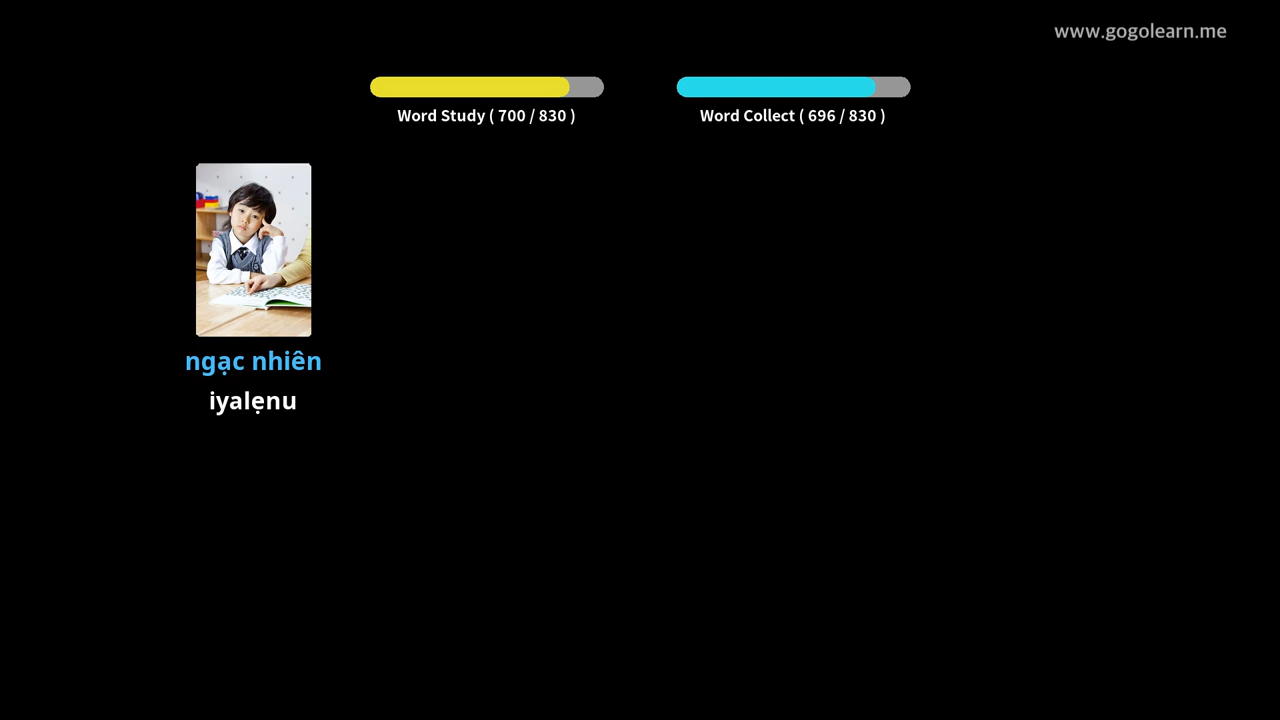 www.gogolearn.me
Word Study ( 700 / 830 )
Word Collect ( 696 / 830 )
ngạc nhiên
iyalẹnu